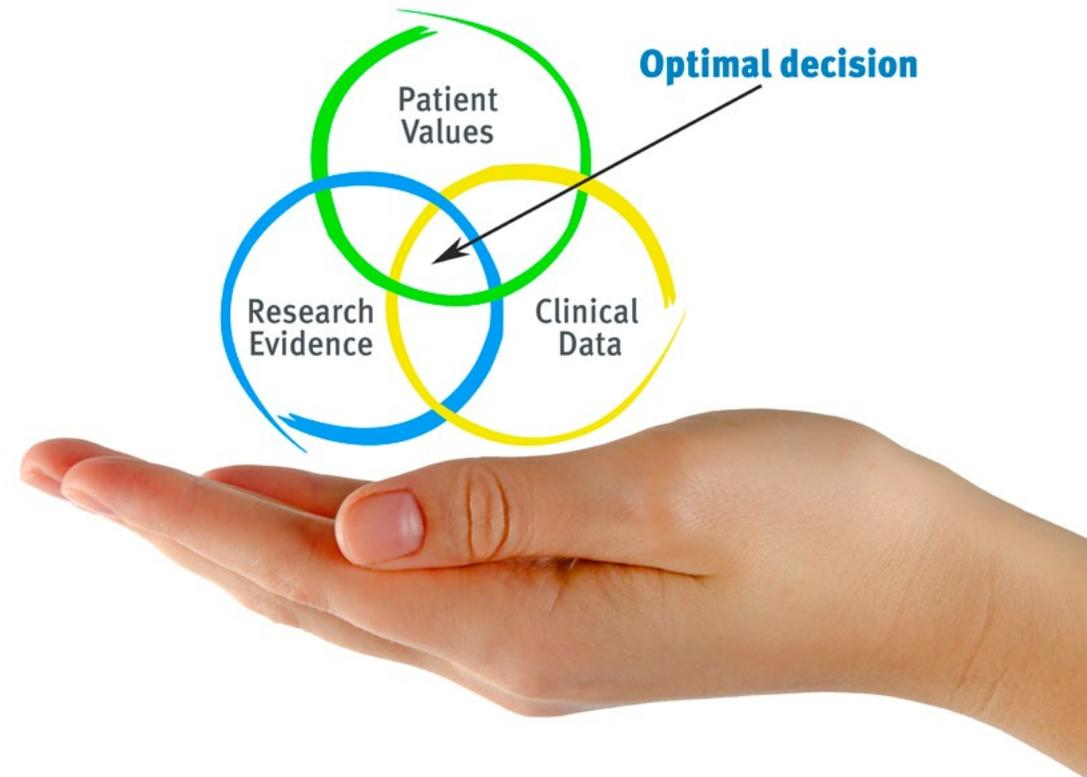 Optimal decision
Patient
Values
Research
Evidence
Clinical
Data